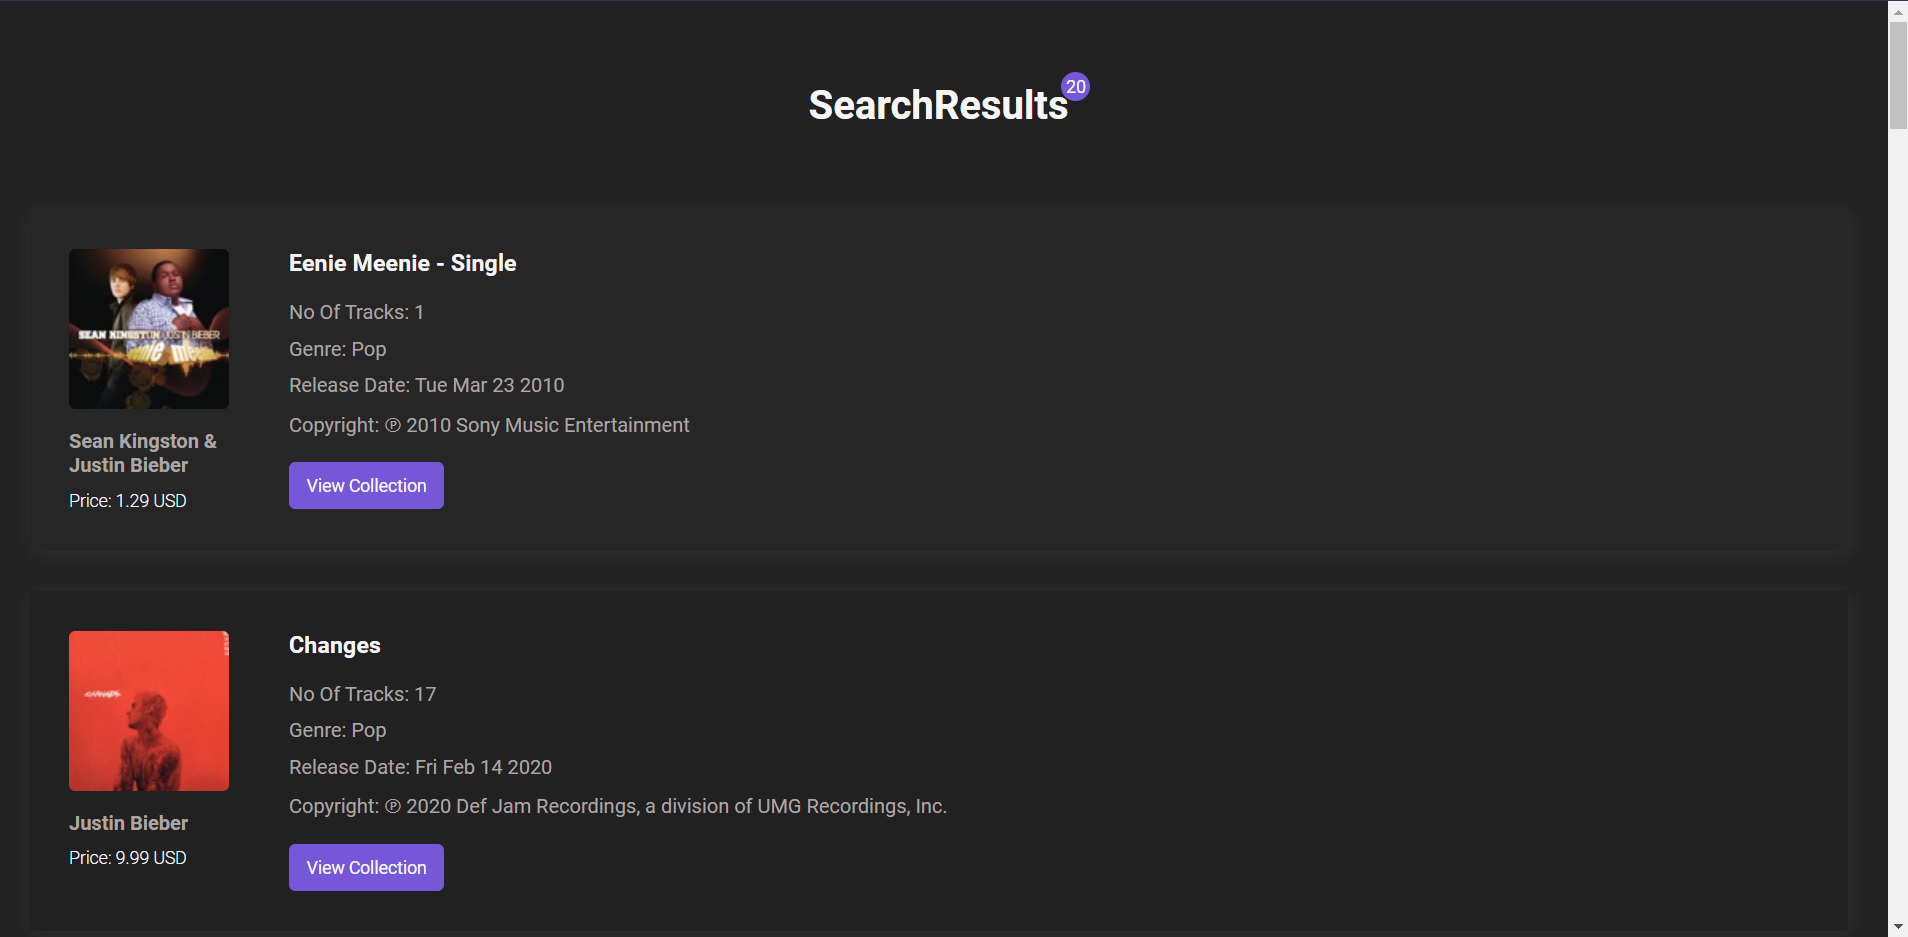 SearchResults
20
SEAN KINGSTON JUSTIN BIEBER
Eenie Meenie - Single
No Of Tracks: 1
Genre: Pop
Release Date: Tue Mar 23 2010
Copyright: ℗ 2010 Sony Music Entertainment
Sean Kingston &
Justin Bieber
Price: 1.29 USD
View Collection
CHANGES
Changes
No Of Tracks: 17
Genre: Pop
Release Date: Fri Feb 14 2020
Copyright: ℗ 2020 Def Jam Recordings, a division of UMG Recordings, Inc.
Justin Bieber
Price: 9.99 USD
View Collection